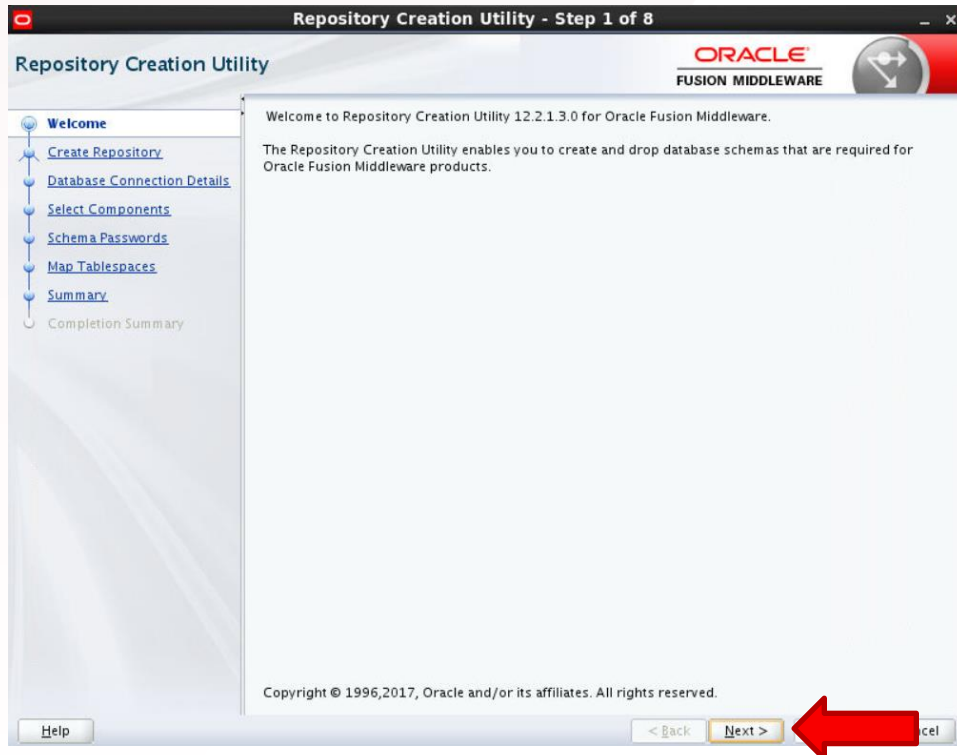 Repository Creation Utility - Step 1 of 8
Repository Creation Utility
ORACLE
FUSION MIDDLEWARE
Welcome
Create Repository
Database Connection Details
Select Components
Schema Passwords
Map Tablespaces
Summary
Completion Summary
Welcome to Repository Creation Utility 12.2.1.3.0 for Oracle Fusion Middleware.
The Repository Creation Utility enables you to create and drop database schemas that are required for
Oracle Fusion Middleware products.
Copyright © 1996,2017, Oracle and/or its affiliates. All rights reserved.
Help
< Back
Next >